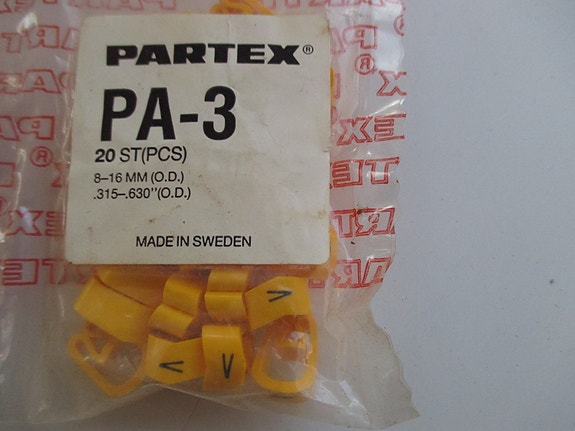 PARTEX®
PA-3
20 ST(PCS)
8-16 MM (O.D.)
.315-.630"(O.D.)
MADE IN SWEDEN
V
V
V